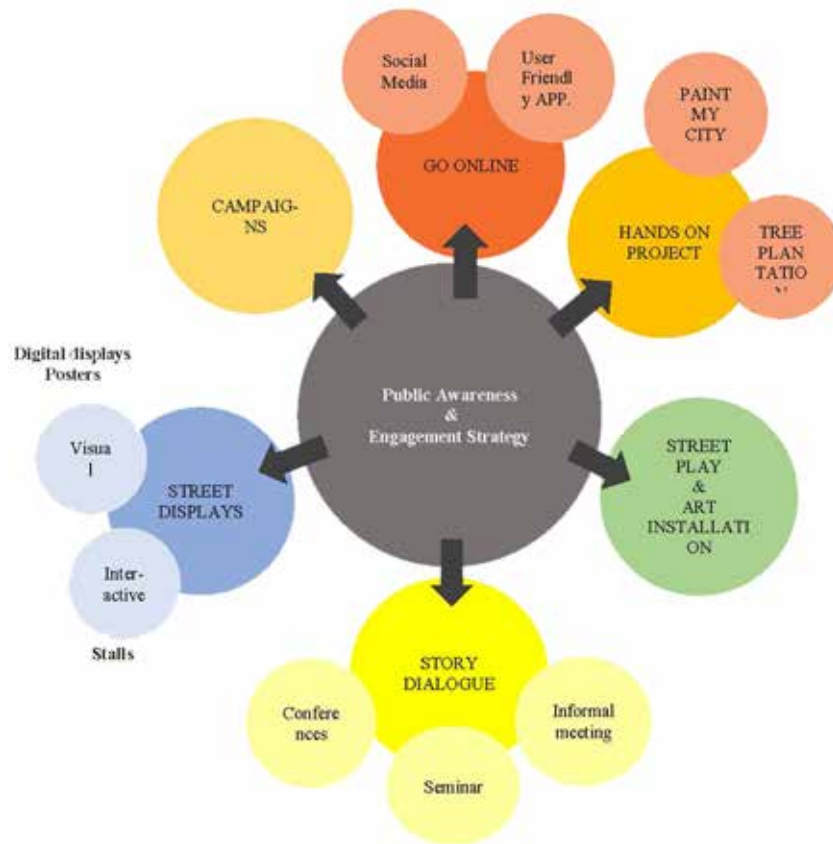 Social
Media
User
Friendl
y APP.
GO ONLINE
PAINT
MY
CITY
CAMPAIG-
NS
HANDS ON
PROJECT
TREE
PLAN
TATIO
Digital displays
Posters
Visua
l
STREET
DISPLAYS
Inter-
active
Stalls
Public Awareness
&
Engagement Strategy
STREET
PLAY
&
ART
INSTALLATI
ON
STORY
DIALOGUE
Confere
nces
Seminar
Informal
meeting